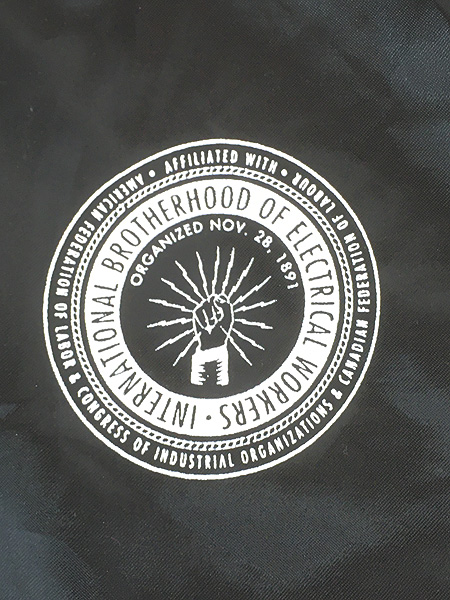 • AFFILIATED WITH •
AMERICAN FEDERATION OF LABOR & CONGRESS OF INDUSTRIAL ORGANIZATIONS & CANADIAN FEDERATION OF LABOUR
INTERNATIONAL BROTHERHOOD OF ELECTRICAL WORKERS •
ORGANIZED NOV. 28, 1891